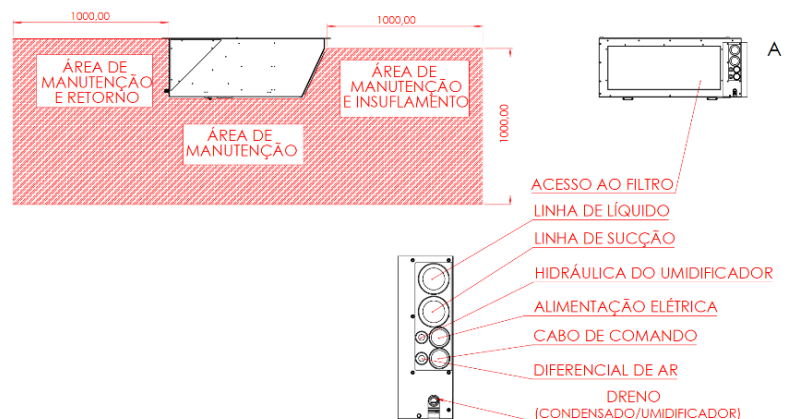 1000,00
1000,00
ÁREA DE
MANUTENÇÃO
E RETORNO
ÁREA DE
MANUTENÇÃO
E INSUFLAMENTO
ÁREA DE
MANUTENÇÃO
1000,00
A
ACESSO AO FILTRO
LINHA DE LÍQUIDO
LINHA DE SUCÇÃO
HIDRÁULICA DO UMIDIFICADOR
ALIMENTAÇÃO ELÉTRICA
CABO DE COMANDO
DIFERENCIAL DE AR
DRENO
(CONDENSADO/UMIDIFICADOR)